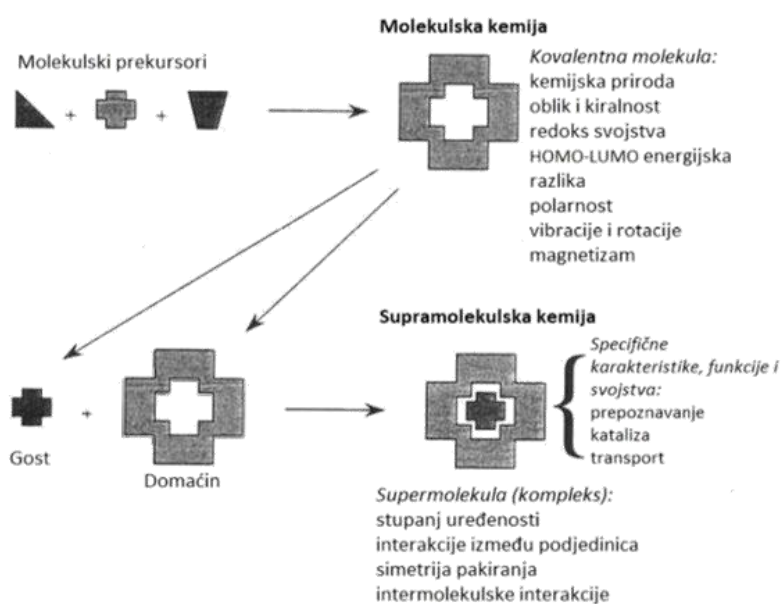 Molekulska kemija
Molekulski prekursori
+
+
Kovalentna molekula:
kemijska priroda
oblik i kiralnost
redoks svojstva
HOMO-LUMO energijska
razlika
polarnost
vibracije i rotacije
magnetizam
Supramolekulska kemija
Gost
+
Domaćin
Specifične
karakteristike, funkcije i
svojstva:
prepoznavanje
kataliza
transport
Supermolekula (kompleks):
stupanj uređenosti
interakcije između podjedinica
simetrija pakiranja
intermolekulske interakcije